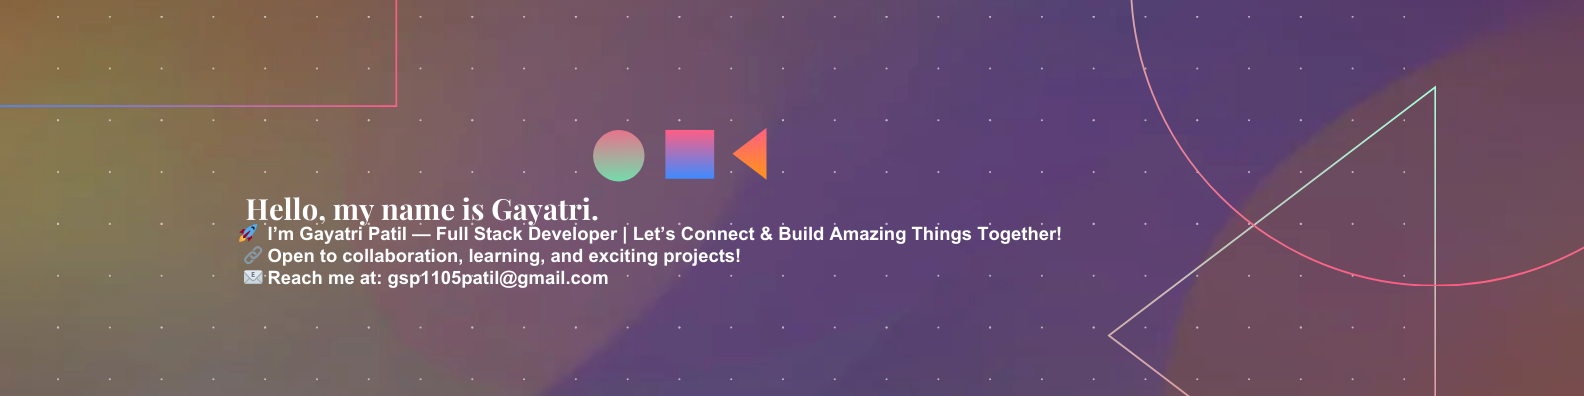 Hello, my name is Gayatri.
🚀 I’m Gayatri Patil — Full Stack Developer | Let’s Connect & Build Amazing Things Together!
🔗 Open to collaboration, learning, and exciting projects!
📧 Reach me at: gsp1105patil@gmail.com